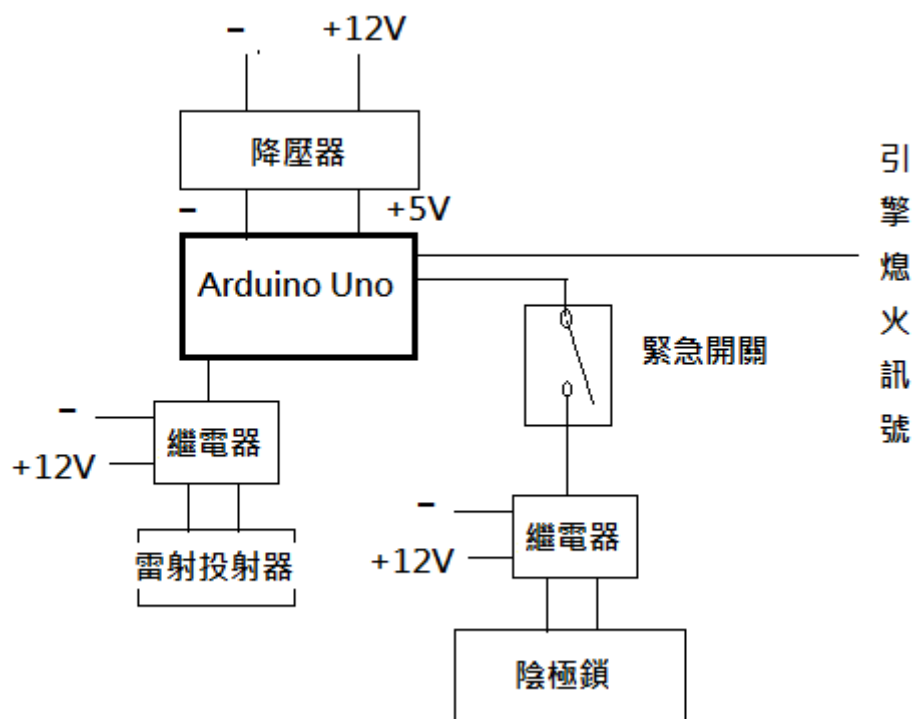 − +12V
降壓器
− +5V
Arduino Uno
引擎熄火訊號
緊急開關
−
繼電器
+12V
雷射投射器
−
繼電器
+12V
陰極鎖